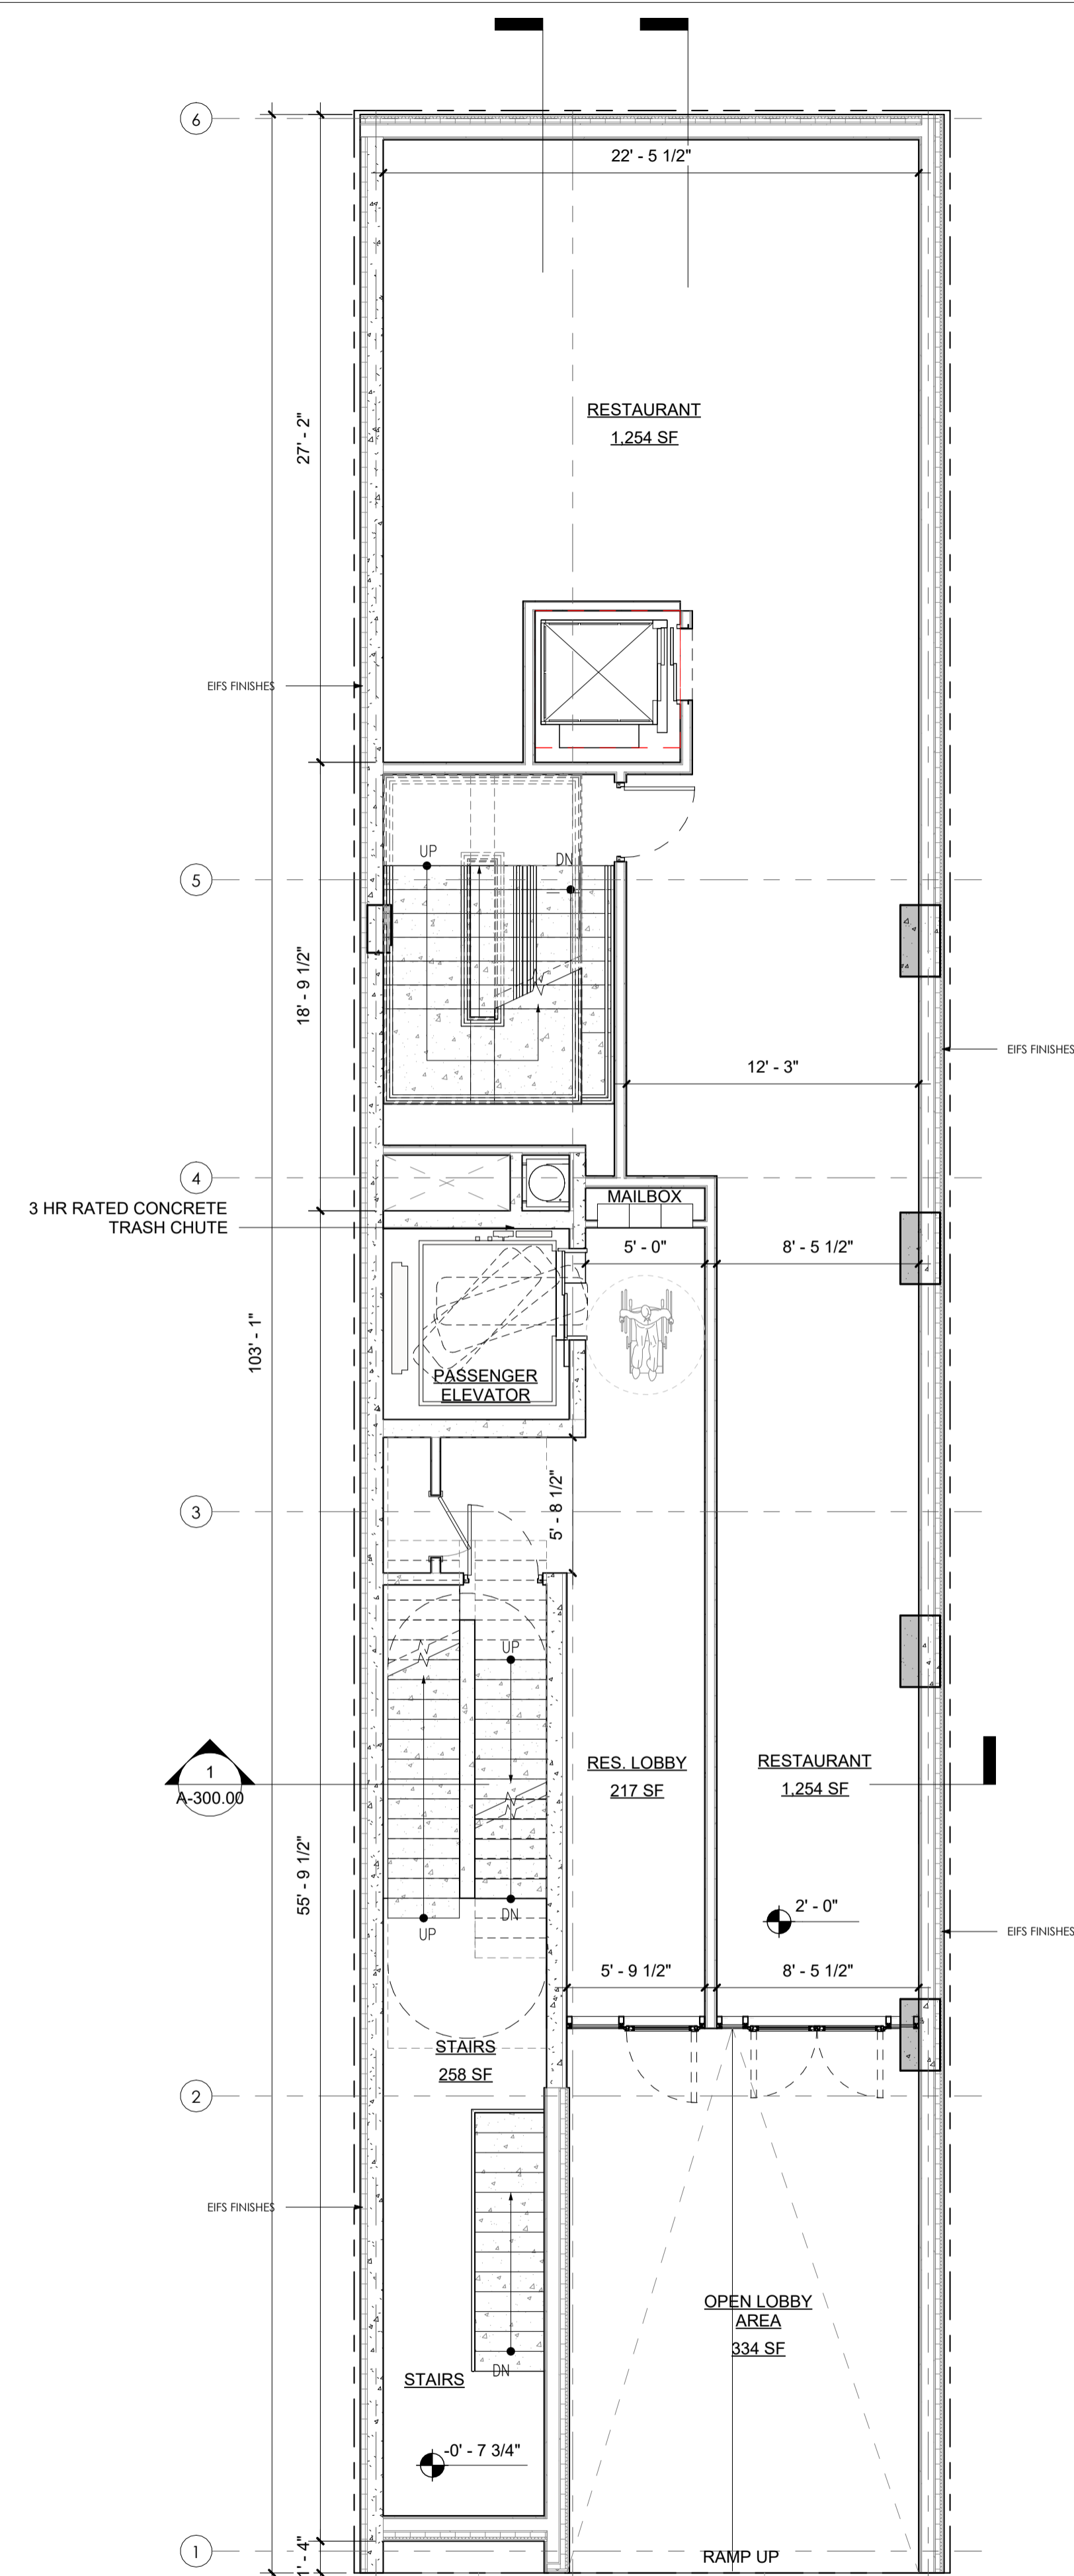 6
22' - 5 1/2"
27' - 2"
RESTAURANT
1,254 SF
EIFS FINISHES
UP
DN
5
18' - 9 1/2"
EIFS FINISHES
12' - 3"
4
3 HR RATED CONCRETE
TRASH CHUTE
MAILBOX
5' - 0"
8' - 5 1/2"
103' - 1"
PASSENGER
ELEVATOR
5' - 8 1/2"
3
UP
1
A-300.00
RES. LOBBY
217 SF
RESTAURANT
1,254 SF
55' - 9 1/2"
DN
UP
2' - 0"
EIFS FINISHES
5' - 9 1/2"
8' - 5 1/2"
STAIRS
258 SF
2
EIFS FINISHES
OPEN LOBBY
AREA
334 SF
DN
STAIRS
-0' - 7 3/4"
1
1' - 4"
RAMP UP